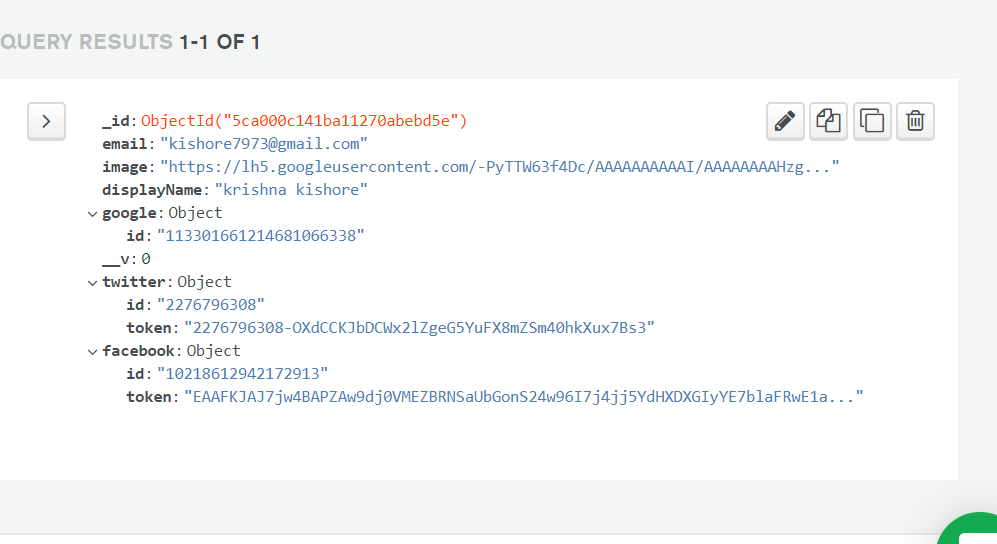 QUERY RESULTS 1-1 OF 1
_id: ObjectId("5ca000c141ba11270abebd5e")
email: "kishore7973@gmail.com"
image: "https://lh5.googleusercontent.com/-PyTTW63f4Dc/AAAAAAAAAAI/AAAAAAAAHzg..."
displayName: "krishna kishore"
google: Object
id: "113301661214681066338"
__v: 0
twitter: Object
id: "2276796308"
token: "2276796308-OXdCCKJbDCWx2lZgeG5YuFX8mZSm40hkXux7Bs3"
facebook: Object
id: "10218612942172913"
token: "EAAFKJAJ7jw4BAPZAw9dj0VMEZBRNSaUbGonS24w96I7j4jj5YdHXDXGIyYE7blaFRwE1a..."